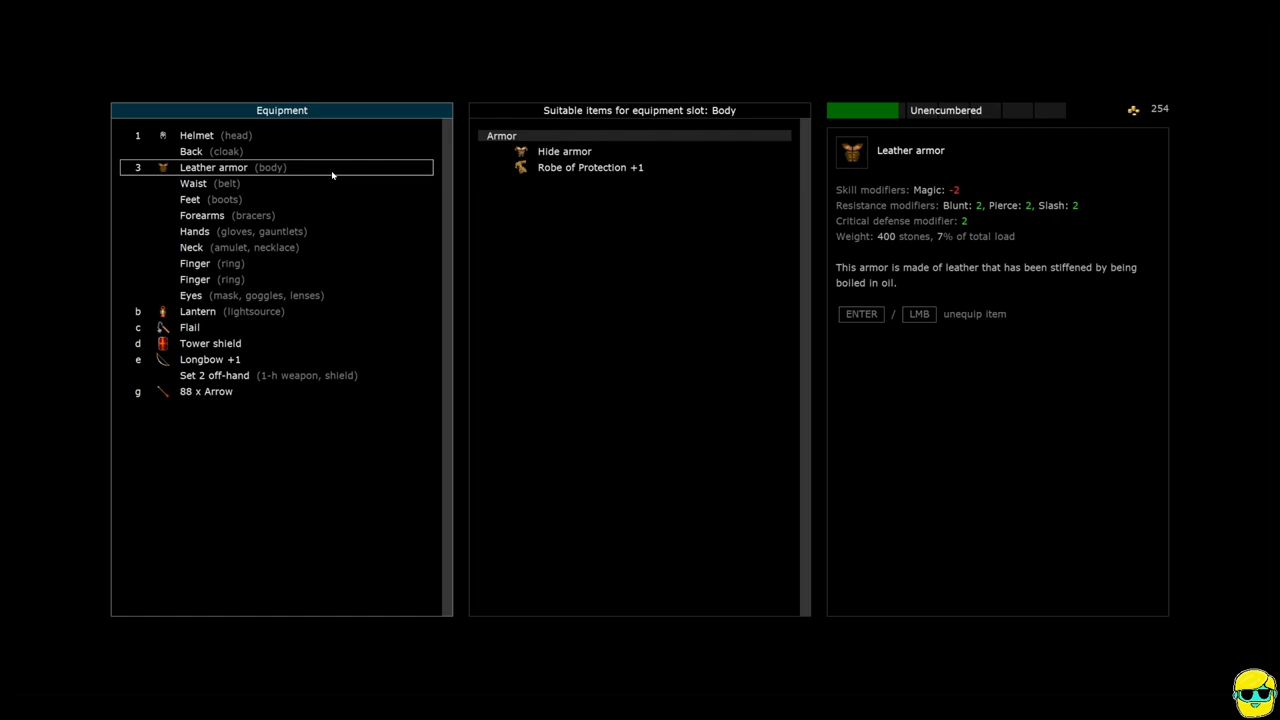 Equipment
1 Helmet (head)
Back (cloak)
3 Leather armor (body)
Waist (belt)
Feet (boots)
Forearms (bracers)
Hands (gloves, gauntlets)
Neck (amulet, necklace)
Finger (ring)
Finger (ring)
Eyes (mask, goggles, lenses)
b Lantern (lightsource)
c Flail
d Tower shield
e Longbow +1
Set 2 off-hand (1-h weapon, shield)
g 88 x Arrow
Suitable items for equipment slot: Body
Armor
Hide armor
Robe of Protection +1
Unencumbered
254
Leather armor
Skill modifiers: Magic: -2
Resistance modifiers: Blunt: 2, Pierce: 2, Slash: 2
Critical defense modifier: 2
Weight: 400 stones, 7% of total load
This armor is made of leather that has been stiffened by being
boiled in oil.
ENTER / LMB unequip item